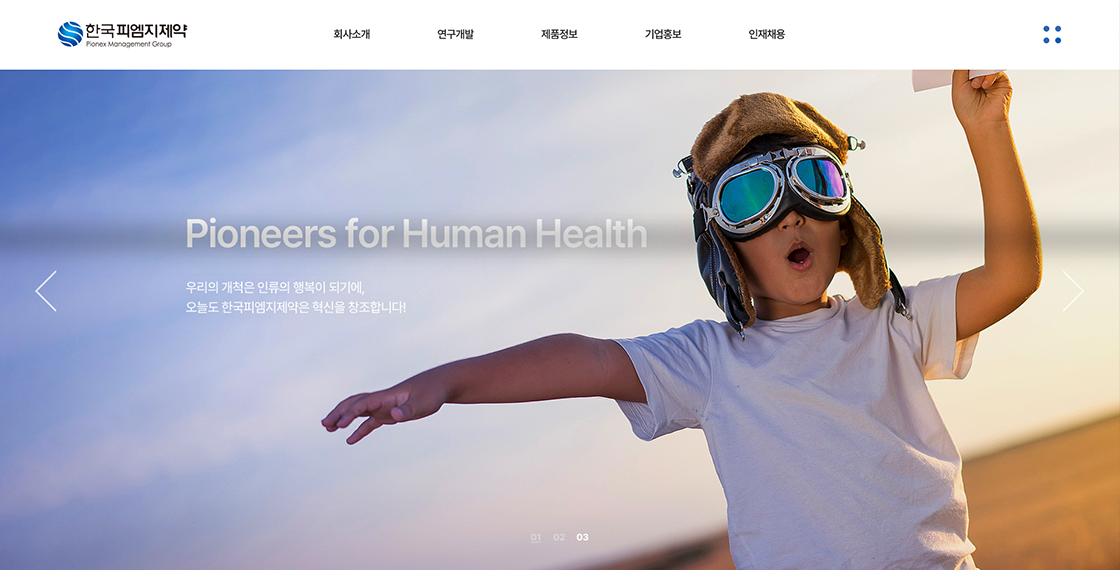 한국피엠지제약
Pionex Management Group
회사소개
연구개발
제품정보
기업홍보
인재채용
Pioneers for Human Health
우리의 개척은 인류의 행복이 되기에,
오늘도 한국피엠지제약은 혁신을 창조합니다!
01 02 03